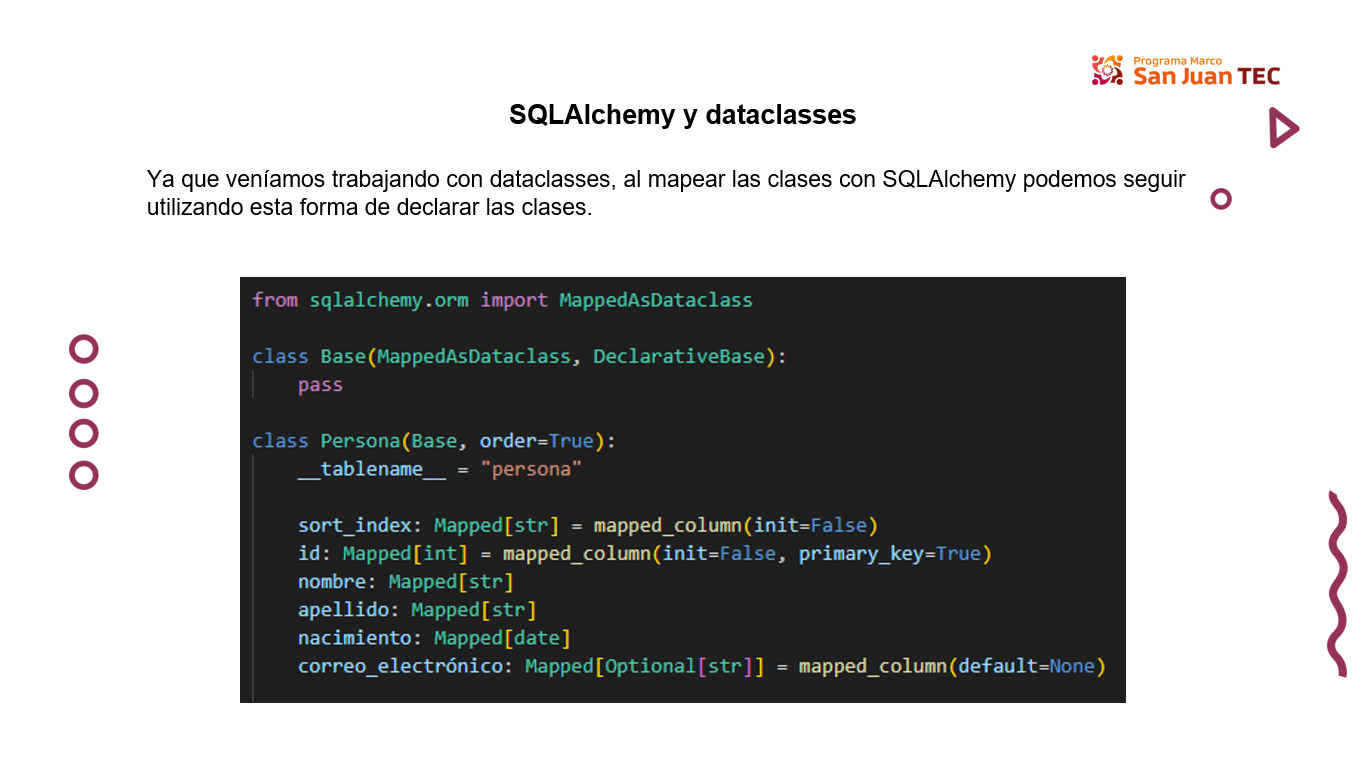 Programa Marco
San Juan TEC
SQLAlchemy y dataclasses
Ya que veníamos trabajando con dataclasses, al mapear las clases con SQLAlchemy podemos seguir
utilizando esta forma de declarar las clases.
from sqlalchemy.orm import MappedAsDataclass
class Base(MappedAsDataclass, DeclarativeBase):
    pass
class Persona(Base, order=True):
    __tablename__ = "persona"
    sort_index: Mapped[str] = mapped_column(init=False)
    id: Mapped[int] = mapped_column(init=False, primary_key=True)
    nombre: Mapped[str]
    apellido: Mapped[str]
    nacimiento: Mapped[date]
    correo_electrónico: Mapped[Optional[str]] = mapped_column(default=None)